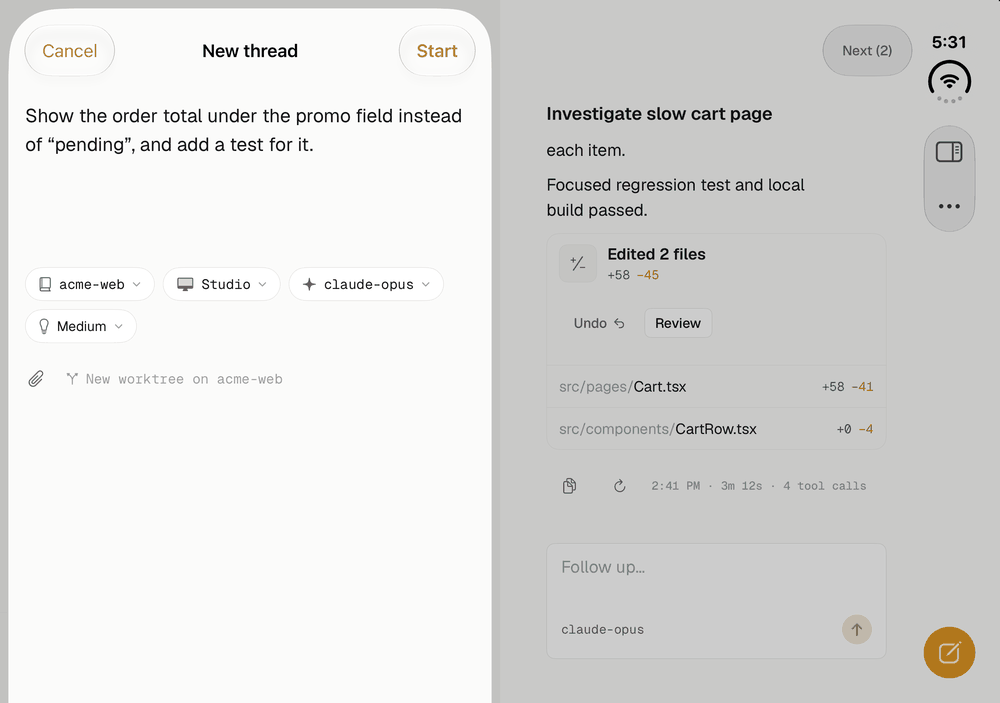 Cancel
New thread
Start
Show the order total under the promo field instead
of “pending”, and add a test for it.
acme-web
Studio
claude-opus
Medium
New worktree on acme-web
Next (2)
5:31
Investigate slow cart page
each item.
Focused regression test and local
build passed.
Edited 2 files
+58 −45
Undo
Review
src/pages/Cart.tsx +58 −41
src/components/CartRow.tsx +0 −4
2:41 PM · 3m 12s · 4 tool calls
Follow up…
claude-opus